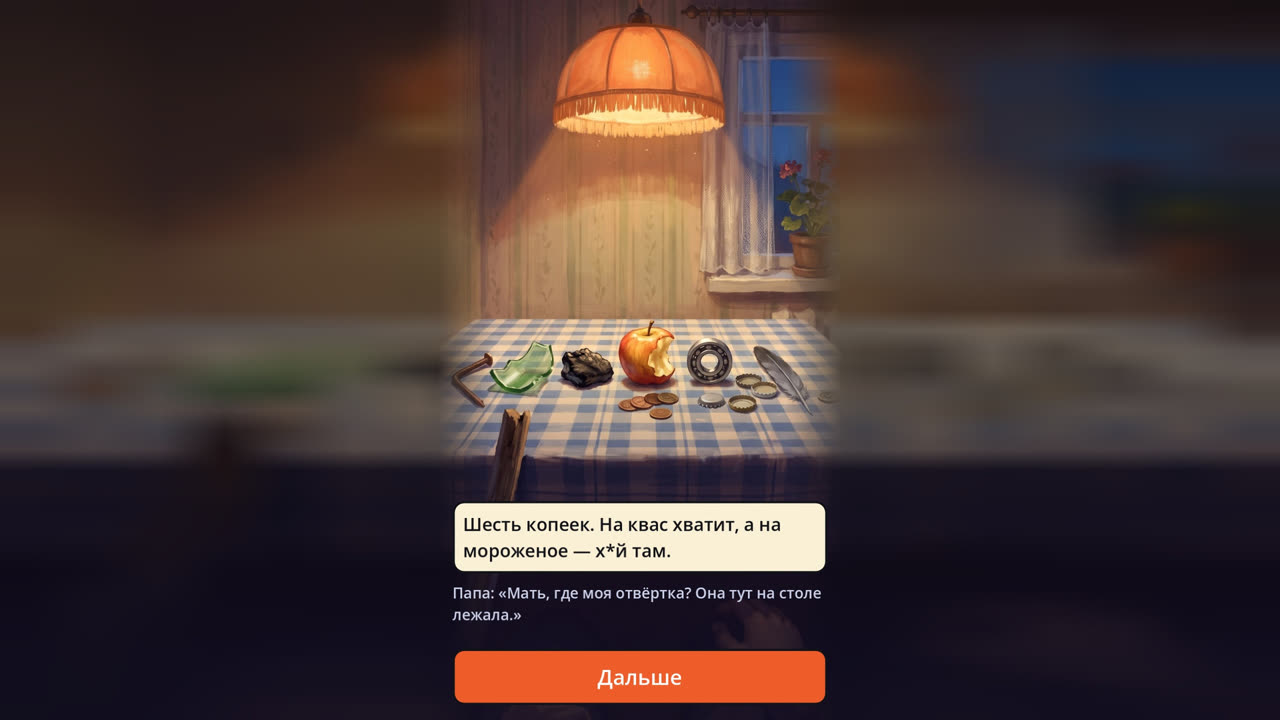 Шесть копеек. На квас хватит, а на
мороженое — х*й там.
Папа: «Мать, где моя отвёртка? Она тут на столе
лежала.»
Дальше